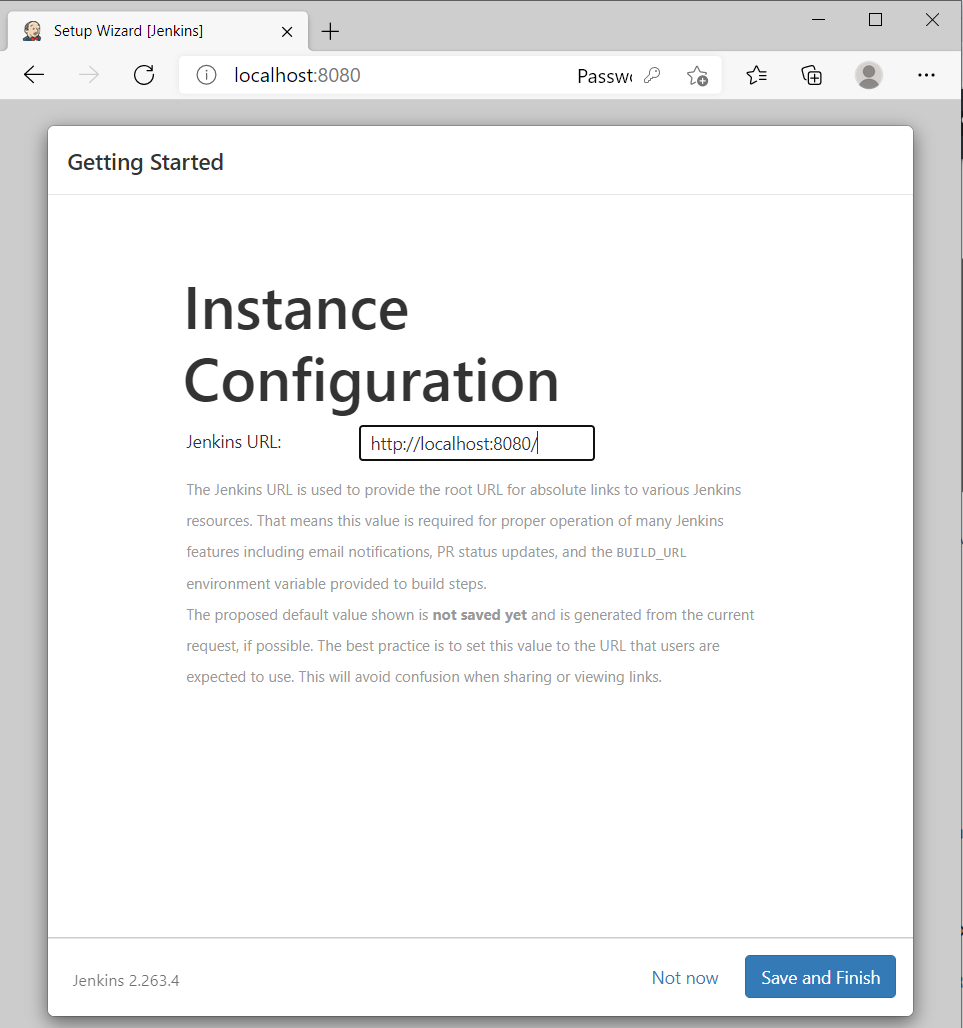 Setup Wizard [Jenkins]
localhost:8080
Getting Started
Instance
Configuration
Jenkins URL:
http://localhost:8080/
The Jenkins URL is used to provide the root URL for absolute links to various Jenkins
resources. That means this value is required for proper operation of many Jenkins
features including email notifications, PR status updates, and the BUILD_URL
environment variable provided to build steps.
The proposed default value shown is not saved yet and is generated from the current
request, if possible. The best practice is to set this value to the URL that users are
expected to use. This will avoid confusion when sharing or viewing links.
Jenkins 2.263.4
Not now
Save and Finish